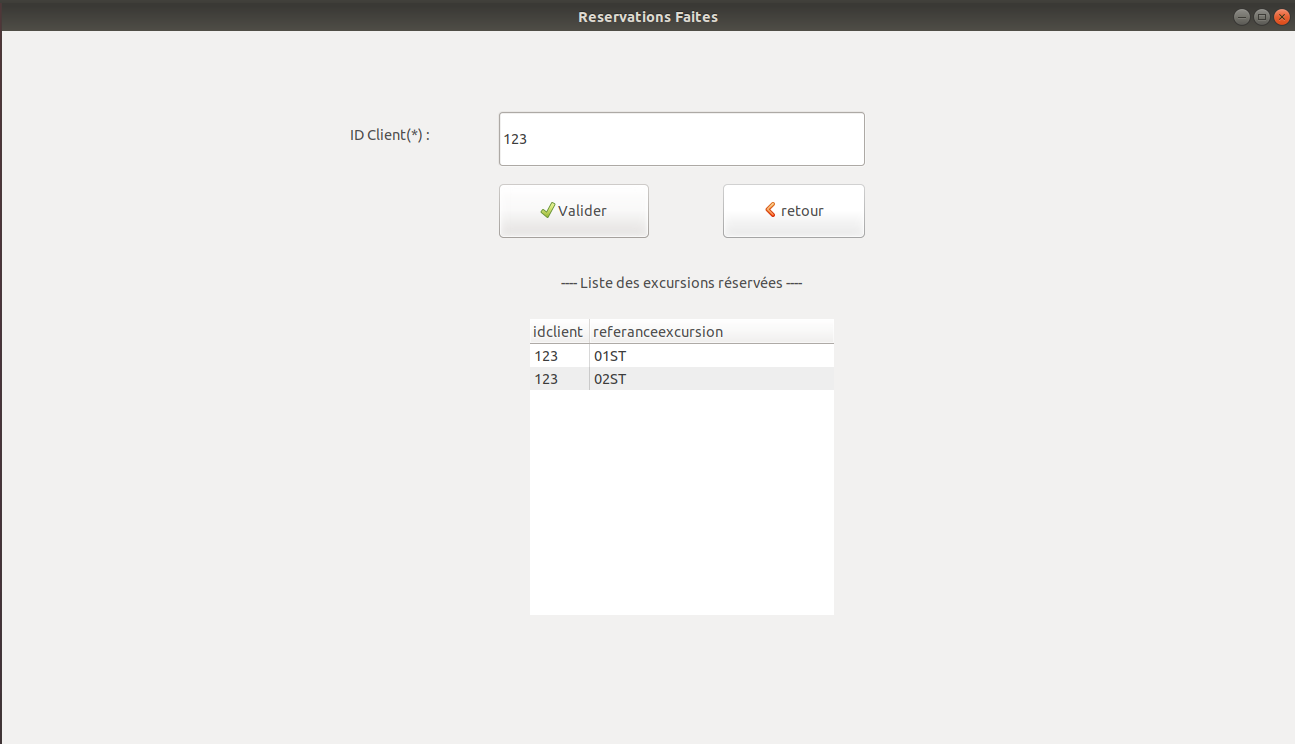 Reservations Faites
ID Client(*) :
123
Valider
retour
---- Liste des excursions réservées ----
idclient referanceexcursion
123 01ST
123 02ST